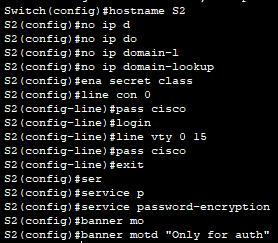 Switch(config)#hostname S2
S2(config)#no ip d
S2(config)#no ip do
S2(config)#no ip domain-l
S2(config)#no ip domain-lookup
S2(config)#ena secret class
S2(config)#line con 0
S2(config-line)#pass cisco
S2(config-line)#login
S2(config-line)#line vty 0 15
S2(config-line)#pass cisco
S2(config-line)#exit
S2(config)#ser
S2(config)#service p
S2(config)#service password-encryption
S2(config)#banner mo
S2(config)#banner motd "Only for auth"